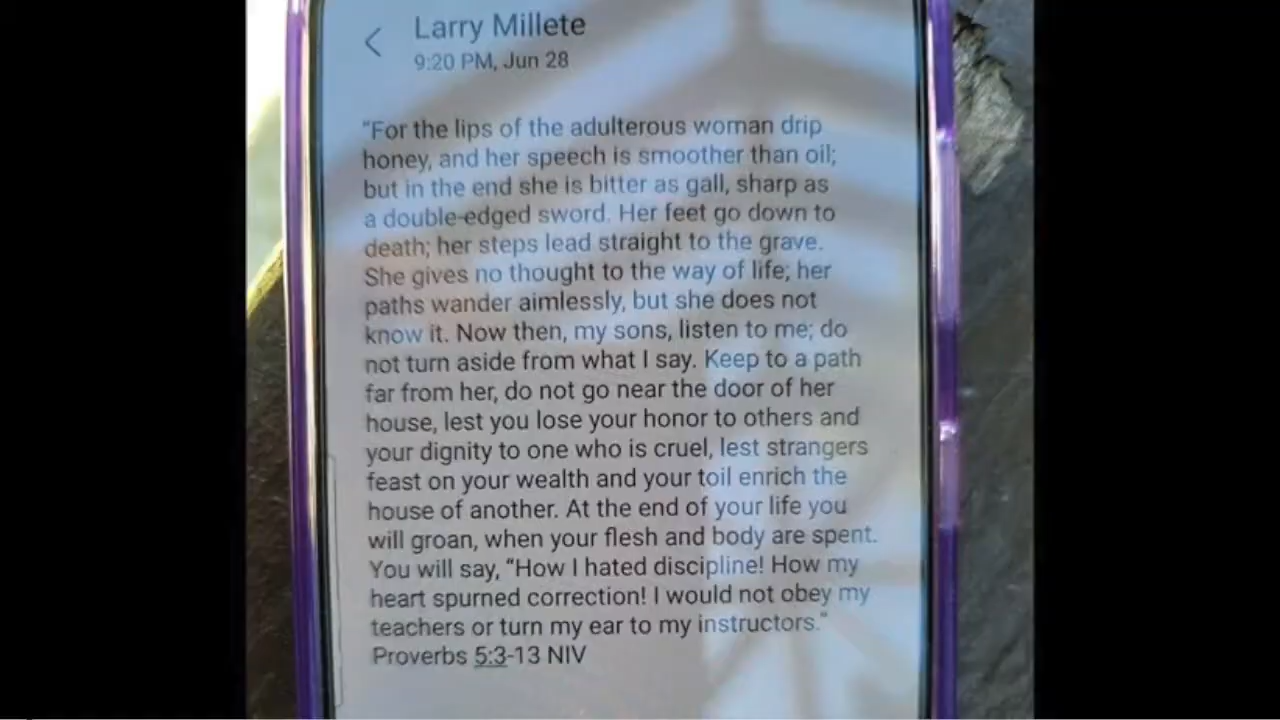 Larry Millete
9:20 PM, Jun 28
"For the lips of the adulterous woman drip
honey, and her speech is smoother than oil;
but in the end she is bitter as gall, sharp as
a double-edged sword. Her feet go down to
death; her steps lead straight to the grave.
She gives no thought to the way of life; her
paths wander aimlessly, but she does not
know it. Now then, my sons, listen to me; do
not turn aside from what I say. Keep to a path
far from her, do not go near the door of her
house, lest you lose your honor to others and
your dignity to one who is cruel, lest strangers
feast on your wealth and your toil enrich the
house of another. At the end of your life you
will groan, when your flesh and body are spent.
You will say, "How I hated discipline! How my
heart spurned correction! I would not obey my
teachers or turn my ear to my instructors."
Proverbs 5:3-13 NIV